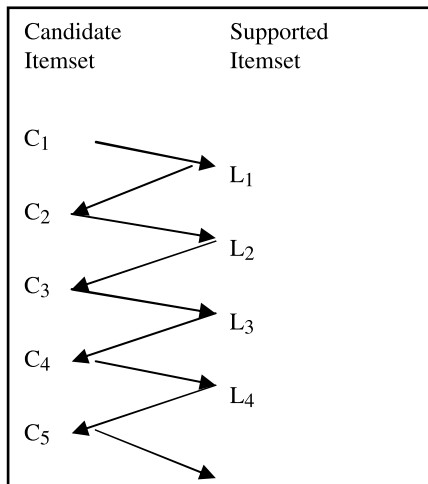 Candidate Supported
Itemset Itemset
C1
L1
C2
L2
C3
L3
C4
L4
C5